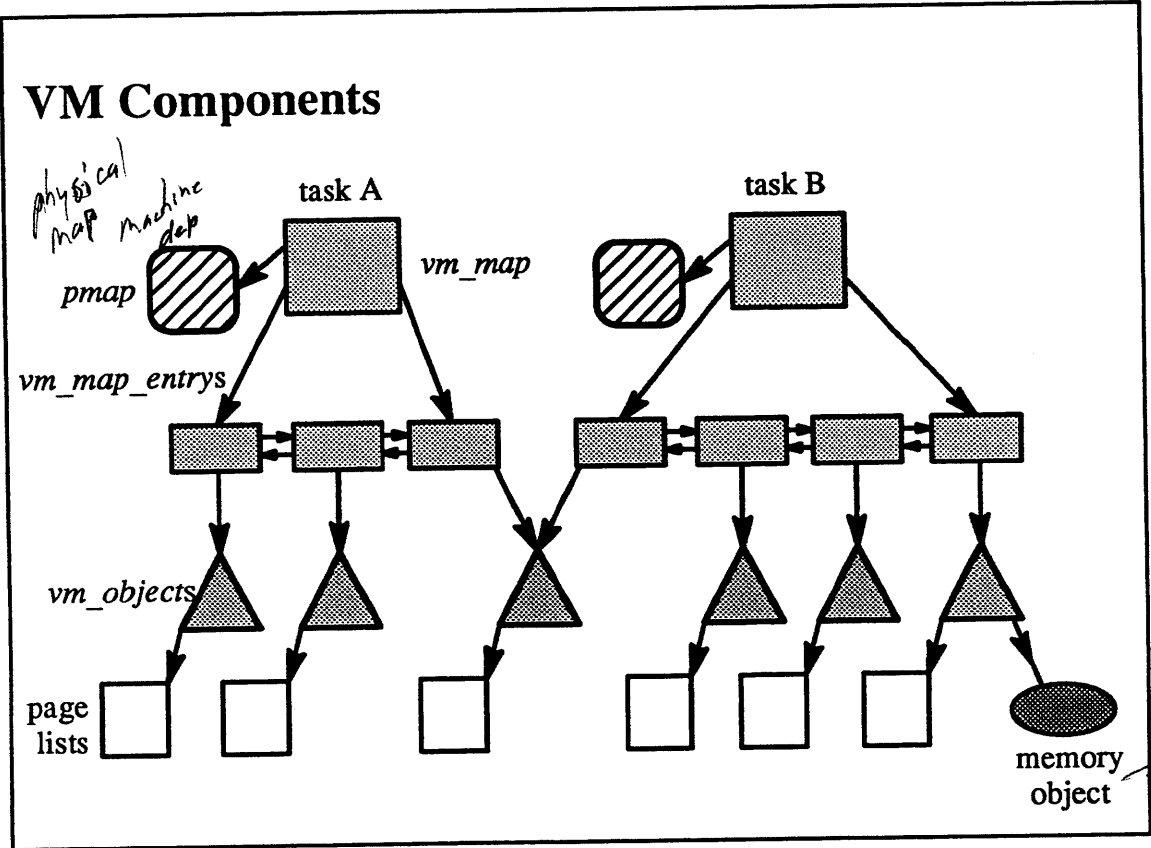 VM Components
physical
map machine
dep
task A
task B
vm_map
pmap
vm_map_entrys
vm_objects
page
lists
memory
object